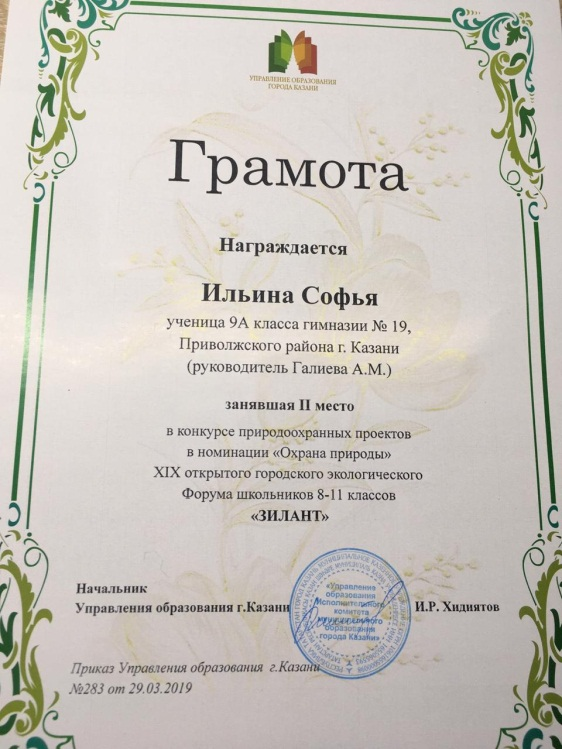 УПРАВЛЕНИЕ ОБРАЗОВАНИЯ
ГОРОДА КАЗАНИ
Грамота
Награждается
Ильина Софья
ученица 9А класса гимназии № 19,
Приволжского района г. Казани
(руководитель Галиева А.М.)
занявшая II место
в конкурсе природоохранных проектов
в номинации «Охрана природы»
XIX открытого городского экологического
Форума школьников 8-11 классов
«ЗИЛАНТ»
Начальник
Управления образования г.Казани
И.Р. Хидиятов
«Управление
образования
Исполнительного
комитета
муниципального
образования
города Казани»
Приказ Управления образования г.Казани
№283 от 29.03.2019